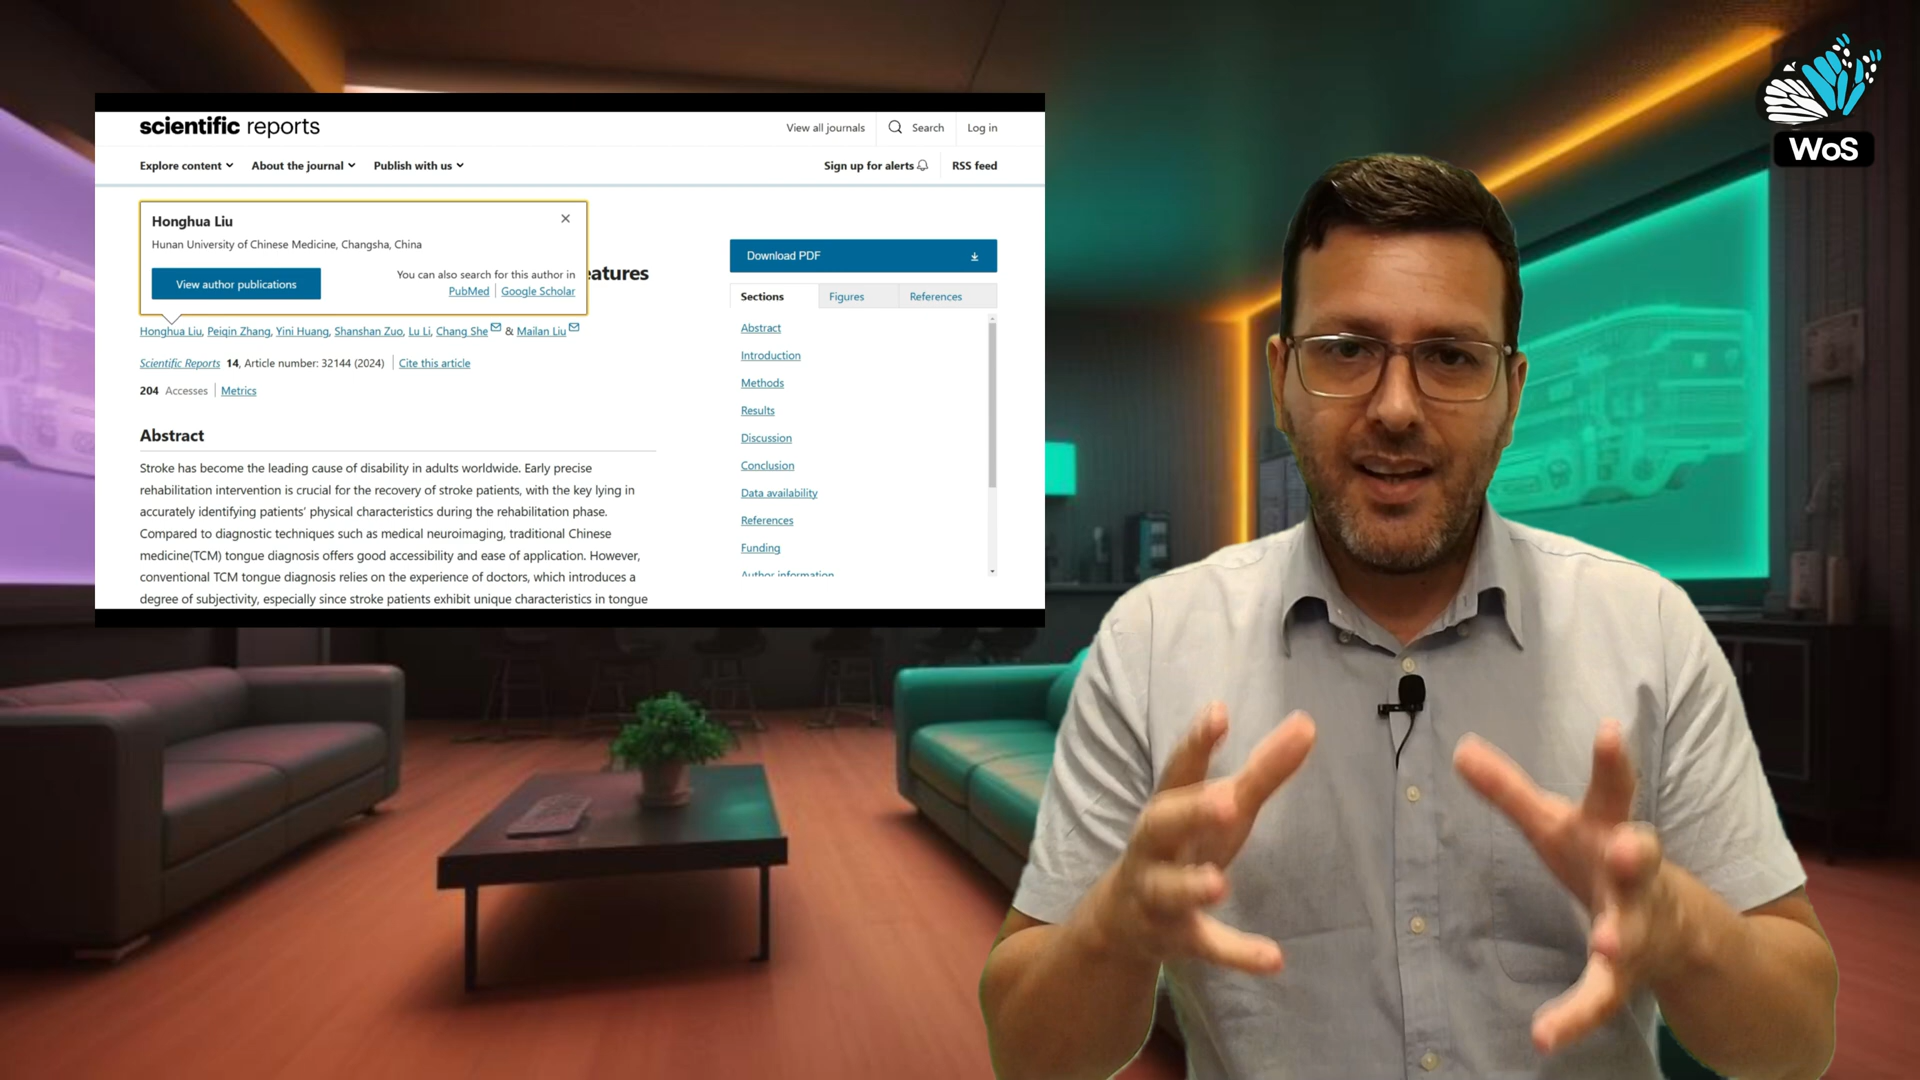 scientific reports
View all journals
Search
Log in
Explore content
About the journal
Publish with us
Sign up for alerts
RSS feed
Honghua Liu
Hunan University of Chinese Medicine, Changsha, China
View author publications
You can also search for this author in
PubMed
Google Scholar
eatures
Honghua Liu, Peiqin Zhang, Yini Huang, Shanshan Zuo, Lu Li, Chang She & Mailan Liu
Scientific Reports 14, Article number: 32144 (2024) Cite this article
204 Accesses Metrics
Abstract
Stroke has become the leading cause of disability in adults worldwide. Early precise
rehabilitation intervention is crucial for the recovery of stroke patients, with the key lying in
accurately identifying patients' physical characteristics during the rehabilitation phase.
Compared to diagnostic techniques such as medical neuroimaging, traditional Chinese
medicine(TCM) tongue diagnosis offers good accessibility and ease of application. However,
conventional TCM tongue diagnosis relies on the experience of doctors, which introduces a
degree of subjectivity, especially since stroke patients exhibit unique characteristics in tongue
Download PDF
Sections
Figures
References
Abstract
Introduction
Methods
Results
Discussion
Conclusion
Data availability
References
Funding
Author information
WoS